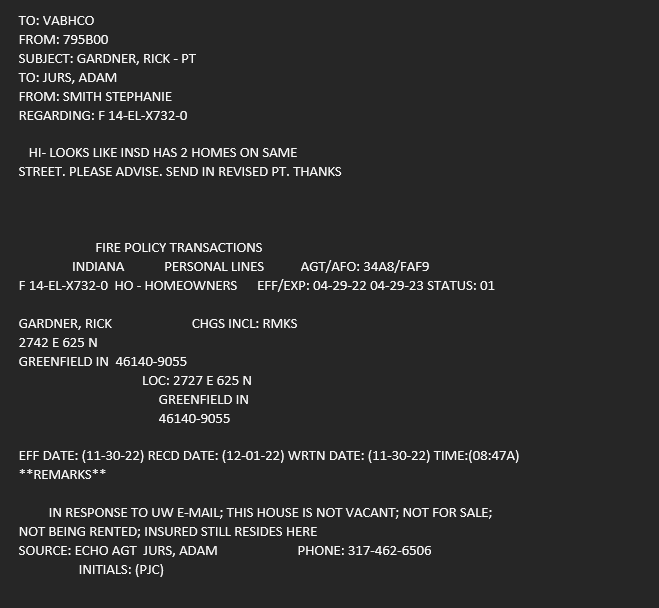 TO: VABHCO
FROM: 795B00
SUBJECT: GARDNER, RICK - PT
TO: JURS, ADAM
FROM: SMITH STEPHANIE
REGARDING: F 14-EL-X732-0
HI- LOOKS LIKE INSD HAS 2 HOMES ON SAME
STREET. PLEASE ADVISE. SEND IN REVISED PT. THANKS
FIRE POLICY TRANSACTIONS
INDIANA PERSONAL LINES AGT/AFO: 34A8/FAF9
F 14-EL-X732-0 HO - HOMEOWNERS EFF/EXP: 04-29-22 04-29-23 STATUS: 01
GARDNER, RICK CHGS INCL: RMKS
2742 E 625 N
GREENFIELD IN 46140-9055
LOC: 2727 E 625 N
GREENFIELD IN
46140-9055
EFF DATE: (11-30-22) RECD DATE: (12-01-22) WRTN DATE: (11-30-22) TIME:(08:47A)
**REMARKS**
IN RESPONSE TO UW E-MAIL; THIS HOUSE IS NOT VACANT; NOT FOR SALE;
NOT BEING RENTED; INSURED STILL RESIDES HERE
SOURCE: ECHO AGT JURS, ADAM PHONE: 317-462-6506
INITIALS: (PJC)